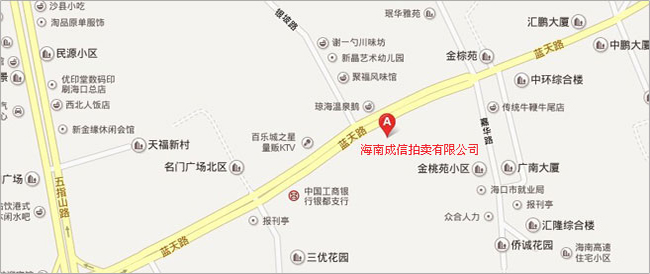 沙县小吃
淘品原单服饰
民源小区
优印堂数码印
刷海口总店
西北人饭店
新金缘休闲会馆
天福新村
广场
五指山路
恰饮港式
休闲水吧
名门广场北区
蓝天路
银坡路
谢一勺川味坊
新晶艺术幼儿园
聚福风味馆
琼海温泉鹅
百乐城之星
量贩KTV
蓝天路
A
海南成信拍卖有限公司
中国工商银
行银都支行
报刊亭
三优花园
珉华雅苑
金棕苑
蓝天路
汇鹏大厦
中鹏大厦
中环综合楼
传统牛鞭牛尾店
嘉华路
金桃苑小区
广南大厦
海口市就业局
报刊亭
众合人力
汇隆综合楼
侨诚花园
海南高速
住宅小区